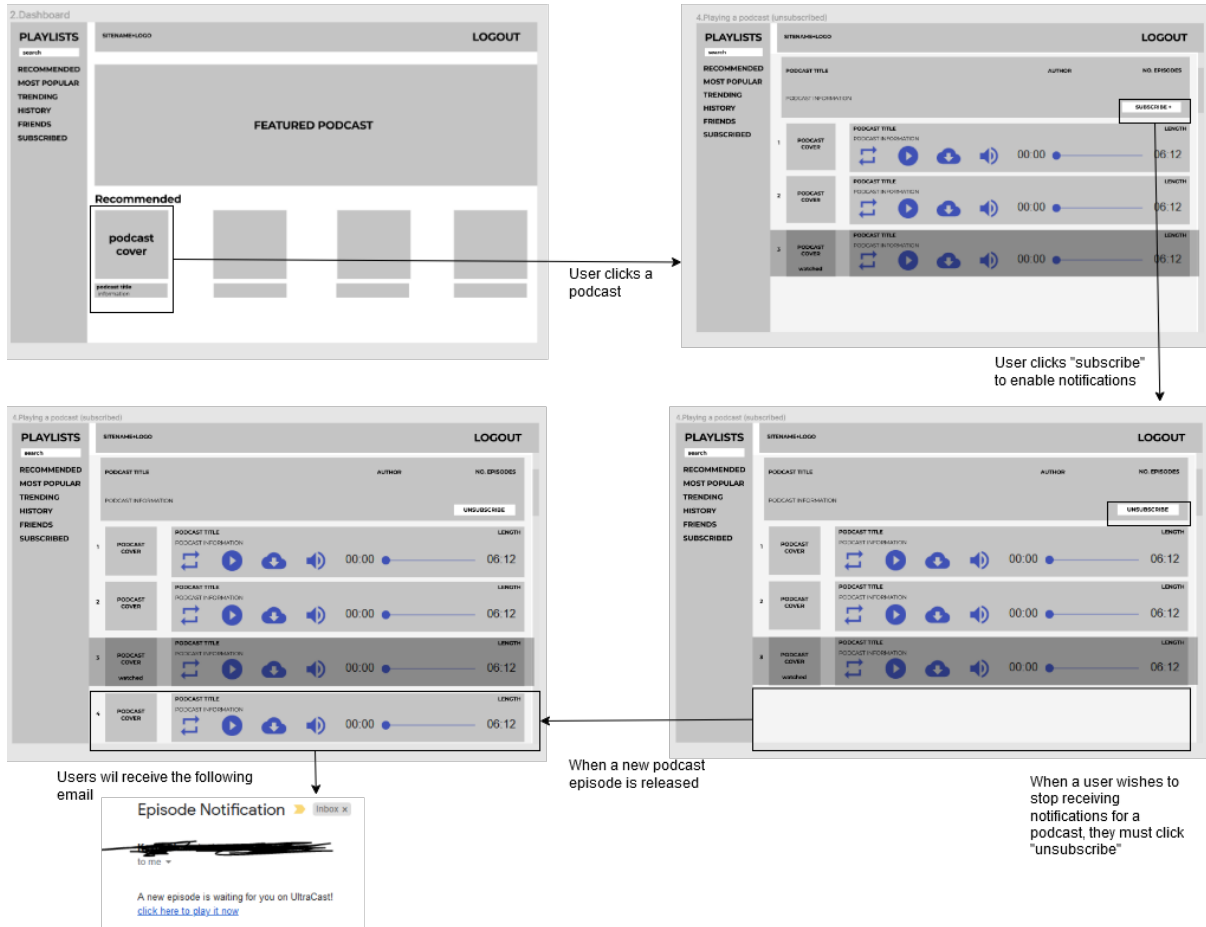 2.Dashboard
PLAYLISTS
search
RECOMMENDED
MOST POPULAR
TRENDING
HISTORY
FRIENDS
SUBSCRIBED
SITENAME+LOGO
LOGOUT
FEATURED PODCAST
Recommended
podcast
cover
podcast title
information
User clicks a
podcast
4.Playing a podcast (unsubscribed)
PLAYLISTS
search
RECOMMENDED
MOST POPULAR
TRENDING
HISTORY
FRIENDS
SUBSCRIBED
SITENAME+LOGO
LOGOUT
PODCAST TITLE
AUTHOR
NO. EPISODES
PODCAST INFORMATION
SUBSCRIBE +
1
PODCAST
COVER
PODCAST TITLE
LENGTH
PODCAST INFORMATION
00:00
06:12
2
PODCAST
COVER
PODCAST TITLE
LENGTH
PODCAST INFORMATION
00:00
06:12
3
PODCAST
COVER
watched
PODCAST TITLE
LENGTH
PODCAST INFORMATION
00:00
06:12
User clicks "subscribe"
to enable notifications
4.Playing a podcast (subscribed)
PLAYLISTS
search
RECOMMENDED
MOST POPULAR
TRENDING
HISTORY
FRIENDS
SUBSCRIBED
SITENAME+LOGO
LOGOUT
PODCAST TITLE
AUTHOR
NO. EPISODES
PODCAST INFORMATION
UNSUBSCRIBE
1
PODCAST
COVER
PODCAST TITLE
LENGTH
PODCAST INFORMATION
00:00
06:12
2
PODCAST
COVER
PODCAST TITLE
LENGTH
PODCAST INFORMATION
00:00
06:12
3
PODCAST
COVER
watched
PODCAST TITLE
LENGTH
PODCAST INFORMATION
00:00
06:12
4
PODCAST
COVER
PODCAST TITLE
LENGTH
PODCAST INFORMATION
00:00
06:12
4.Playing a podcast (subscribed)
PLAYLISTS
search
RECOMMENDED
MOST POPULAR
TRENDING
HISTORY
FRIENDS
SUBSCRIBED
SITENAME+LOGO
LOGOUT
PODCAST TITLE
AUTHOR
NO. EPISODES
PODCAST INFORMATION
UNSUBSCRIBE
1
PODCAST
COVER
PODCAST TITLE
LENGTH
PODCAST INFORMATION
00:00
06:12
2
PODCAST
COVER
PODCAST TITLE
LENGTH
PODCAST INFORMATION
00:00
06:12
PODCAST
COVER
watched
PODCAST TITLE
LENGTH
PODCAST INFORMATION
00:00
06:12
When a new podcast
episode is released
When a user wishes to
stop receiving
notifications for a
podcast, they must click
"unsubscribe"
Users wil receive the following
email
Episode Notification
Inbox x
to me
A new episode is waiting for you on UltraCast!
click here to play it now